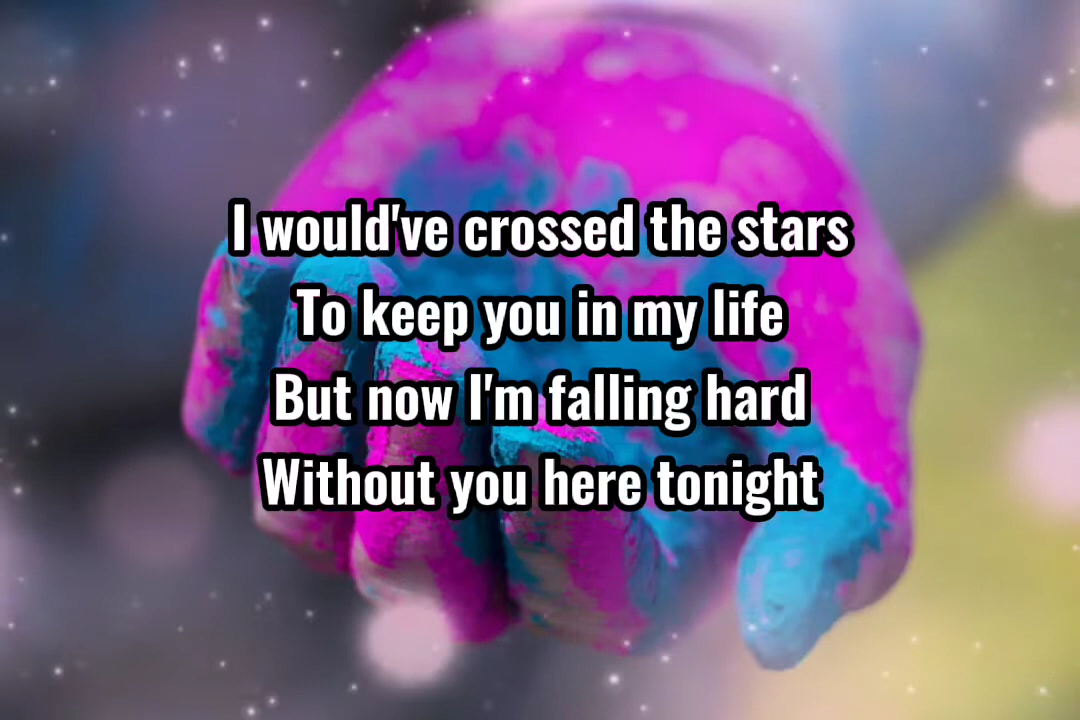 I would've crossed the stars
To keep you in my life
But now I'm falling hard
Without you here tonight